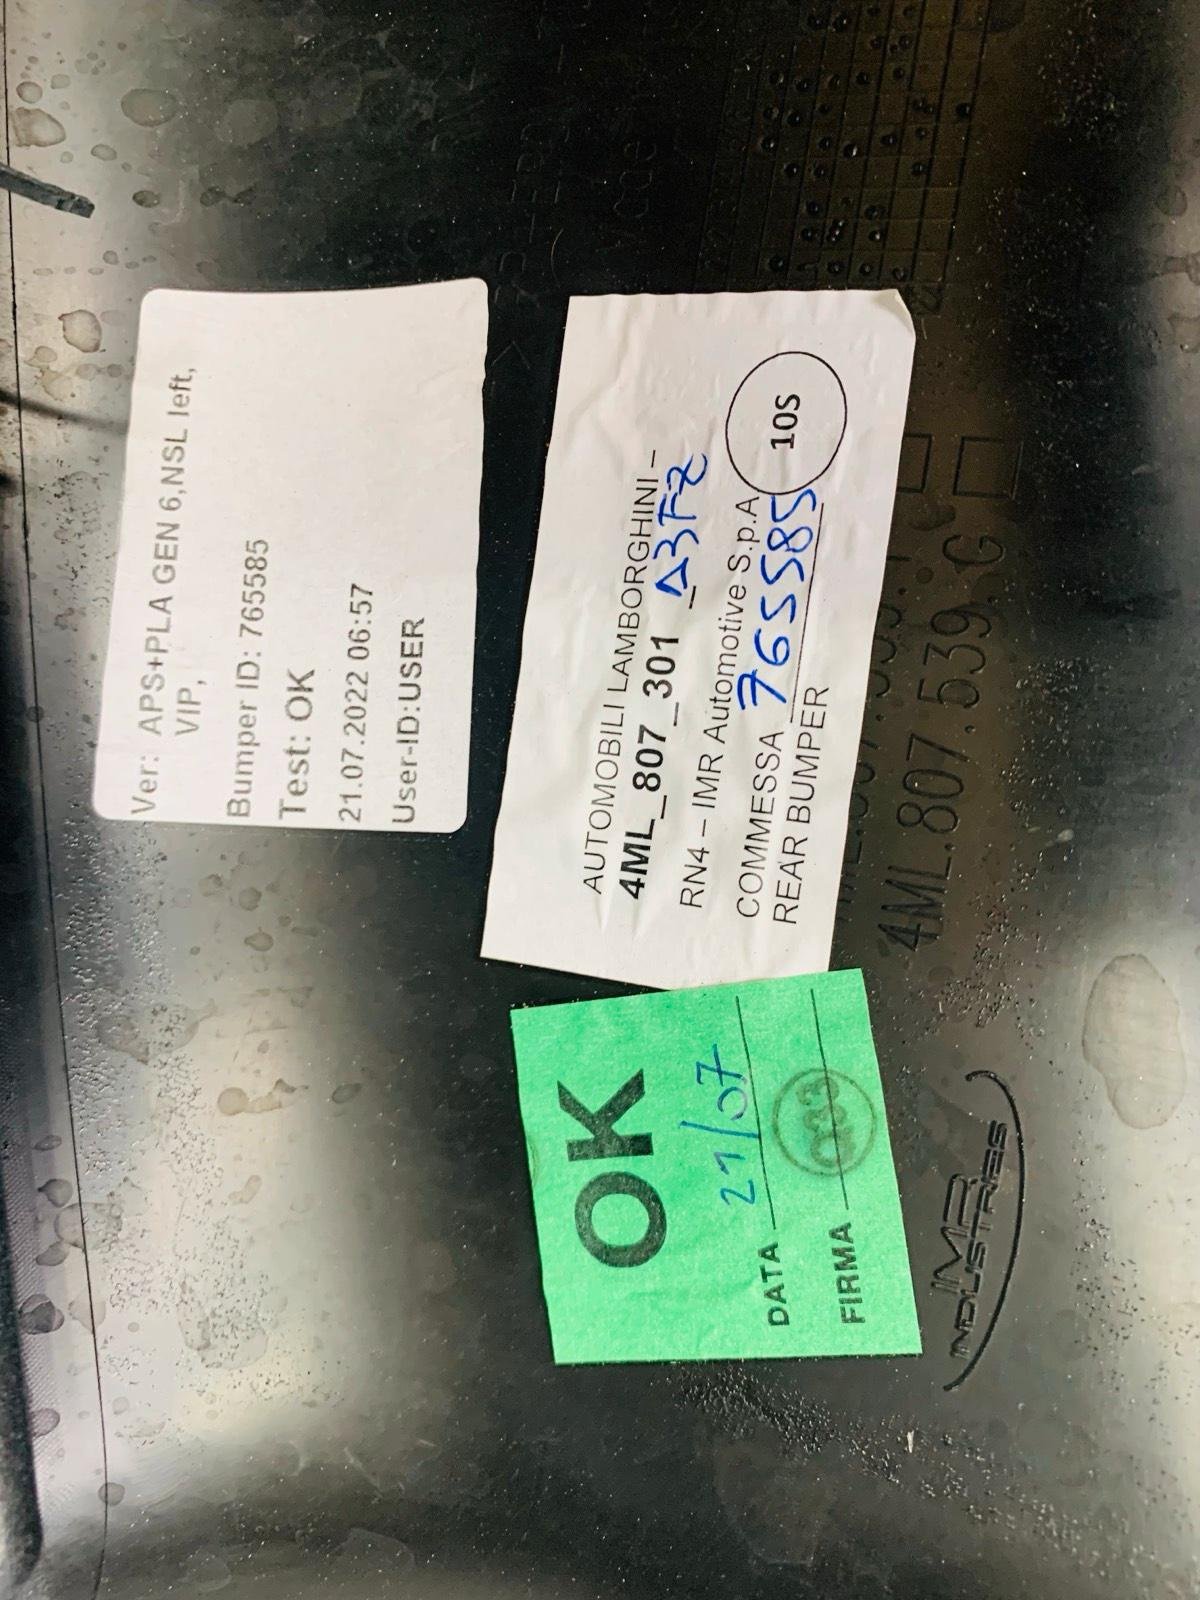 Ver: APS+PLA GEN 6,NSL left,
VIP,
Bumper ID: 765585
Test: OK
21.07.2022 06:57
User-ID:USER
AUTOMOBILI LAMBORGHINI –
4ML_807_301
RN4 – IMR Automotive S.p.A
COMMESSA 765585
REAR BUMPER
10S
4ML.807.539.G
OK
DATA 21/07
FIRMA
IMR
INDUSTRIES